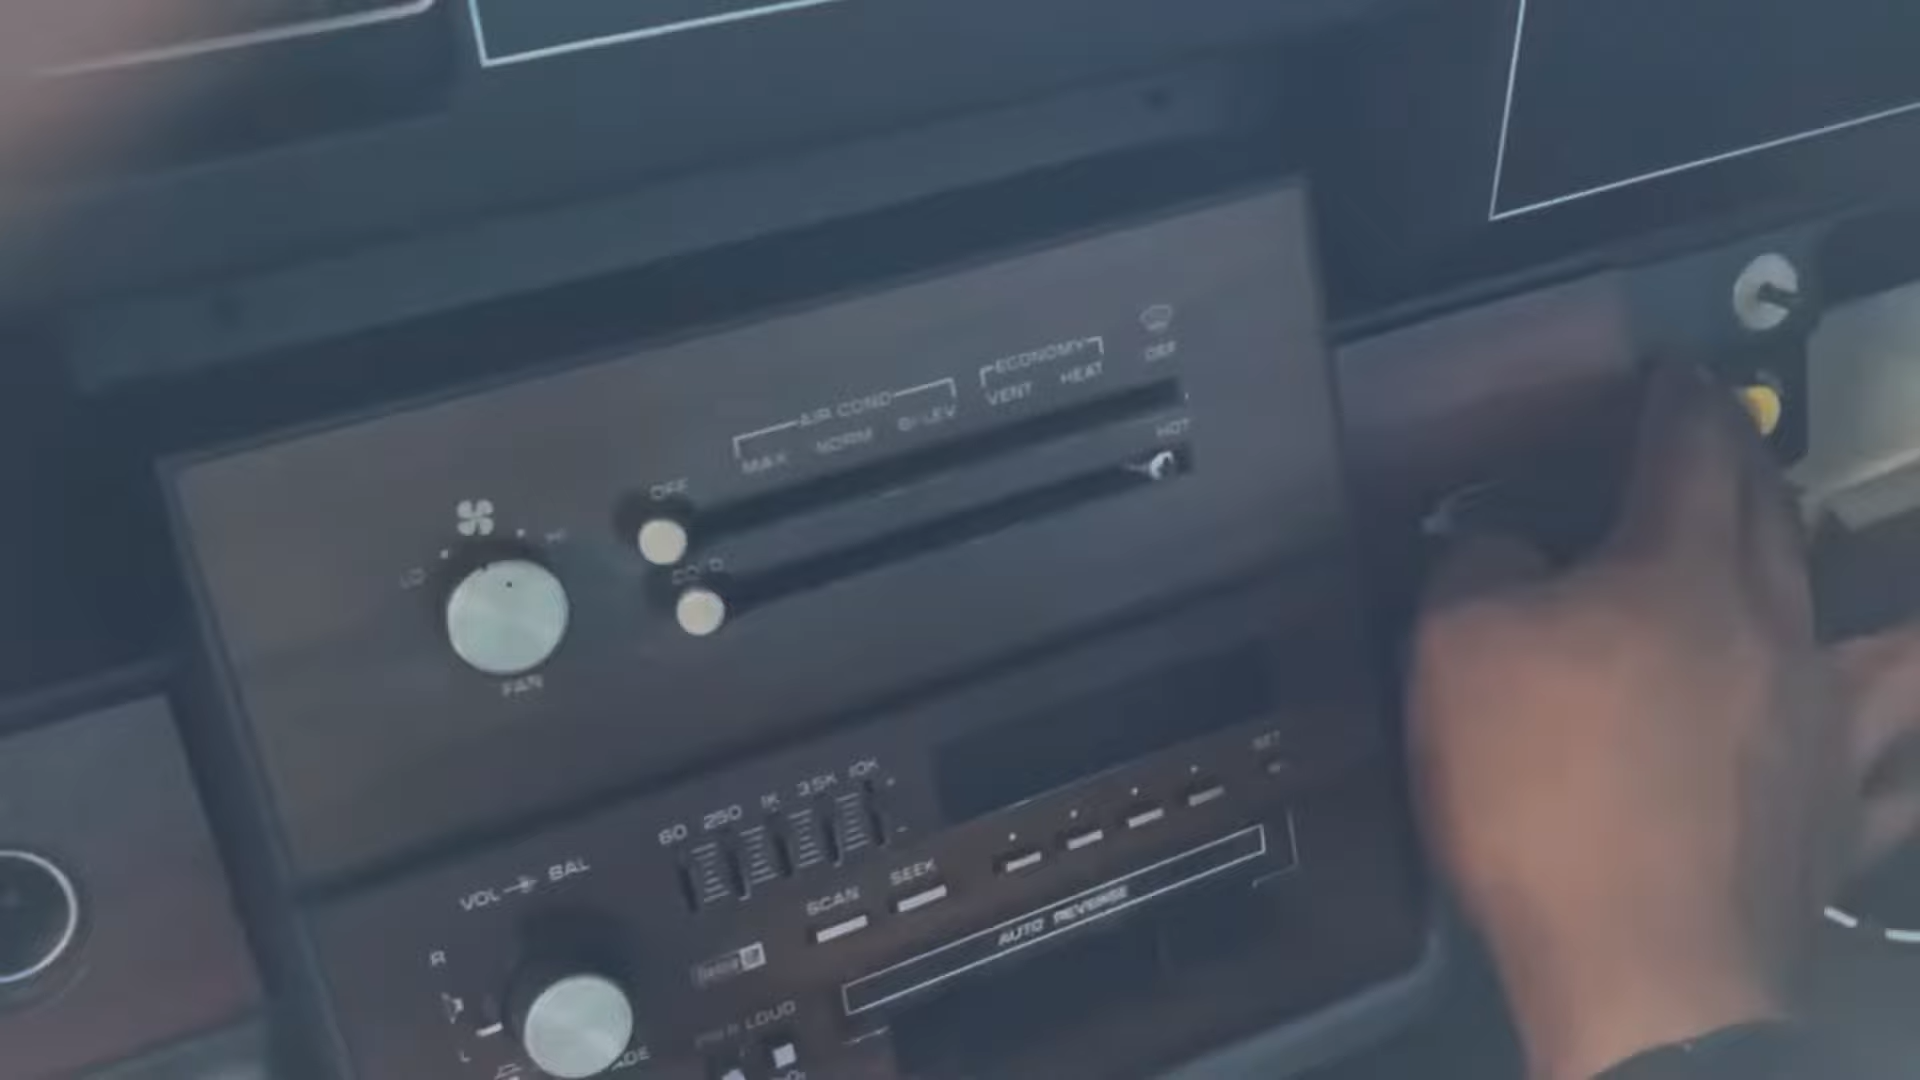 DEF
ECONOMY
VENT HEAT
AIR COND
MAX NORM BI-LEV
HOT
OFF
COLD
LO HI
FAN
60 250 1K 3.5K 10K
VOL BAL
SET
SCAN SEEK
AUTO REVERSE
R
LOUD
L